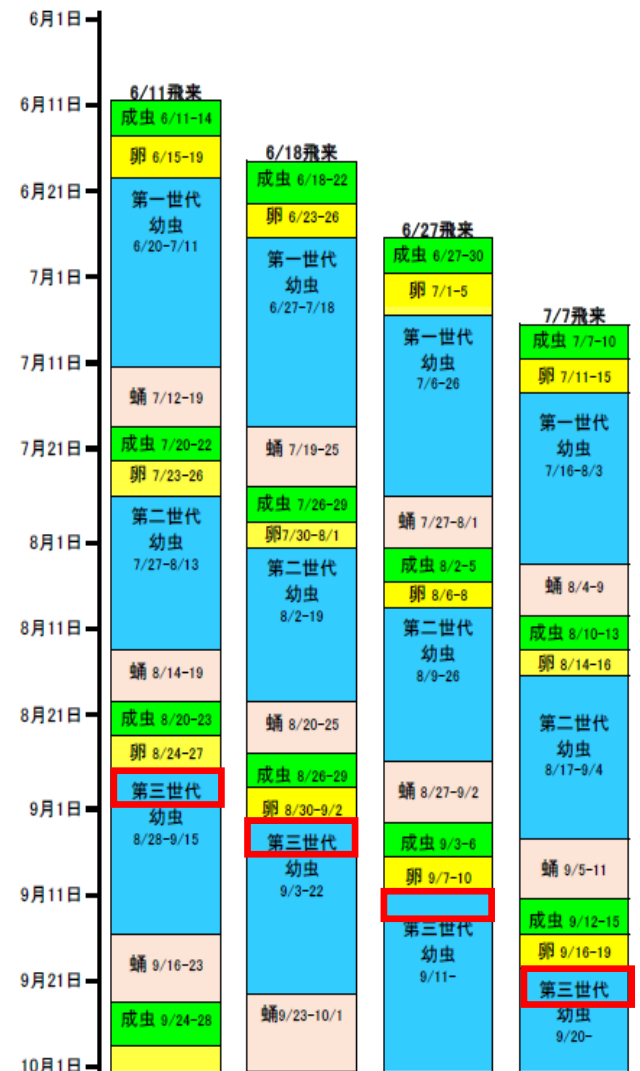 6月1日
6月11日
6月21日
7月1日
7月11日
7月21日
8月1日
8月11日
8月21日
9月1日
9月11日
9月21日
10月1日
6/11飛来
成虫 6/11-14
卵 6/15-19
第一世代
幼虫
6/20-7/11
蛹 7/12-19
成虫 7/20-22
卵 7/23-26
第二世代
幼虫
7/27-8/13
蛹 8/14-19
成虫 8/20-23
卵 8/24-27
第三世代
幼虫
8/28-9/15
蛹 9/16-23
成虫 9/24-28
6/18飛来
成虫 6/18-22
卵 6/23-26
第一世代
幼虫
6/27-7/18
蛹 7/19-25
成虫 7/26-29
卵7/30-8/1
第二世代
幼虫
8/2-19
蛹 8/20-25
成虫 8/26-29
卵 8/30-9/2
第三世代
幼虫
9/3-22
蛹9/23-10/1
6/27飛来
成虫 6/27-30
卵 7/1-5
第一世代
幼虫
7/6-26
蛹 7/27-8/1
成虫 8/2-5
卵 8/6-8
第二世代
幼虫
8/9-26
蛹 8/27-9/2
成虫 9/3-6
卵 9/7-10
第三世代
幼虫
9/11-
7/7飛来
成虫 7/7-10
卵 7/11-15
第一世代
幼虫
7/16-8/3
蛹 8/4-9
成虫 8/10-13
卵 8/14-16
第二世代
幼虫
8/17-9/4
蛹 9/5-11
成虫 9/12-15
卵 9/16-19
第三世代
幼虫
9/20-